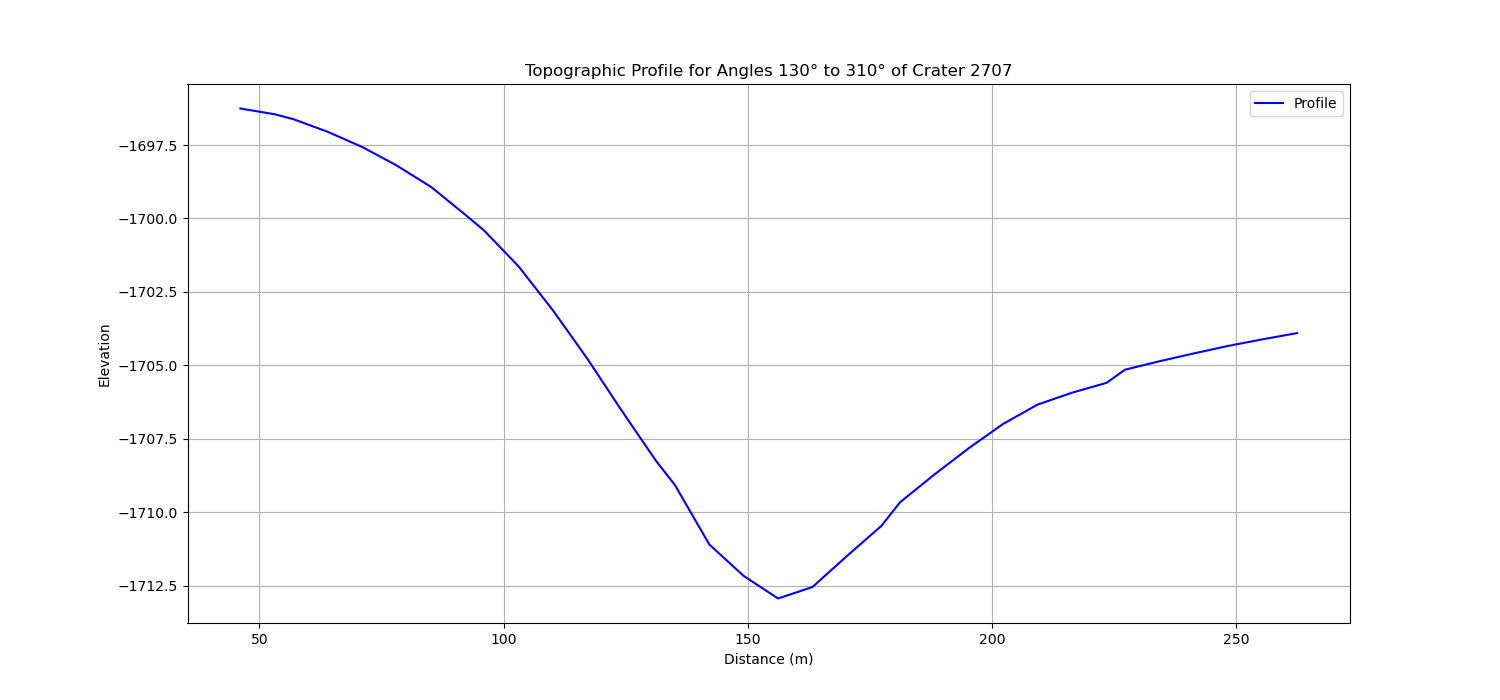 Topographic Profile for Angles 130° to 310° of Crater 2707
Profile
−1697.5
−1700.0
−1702.5
−1705.0
−1707.5
−1710.0
−1712.5
Elevation
50 100 150 200 250
Distance (m)